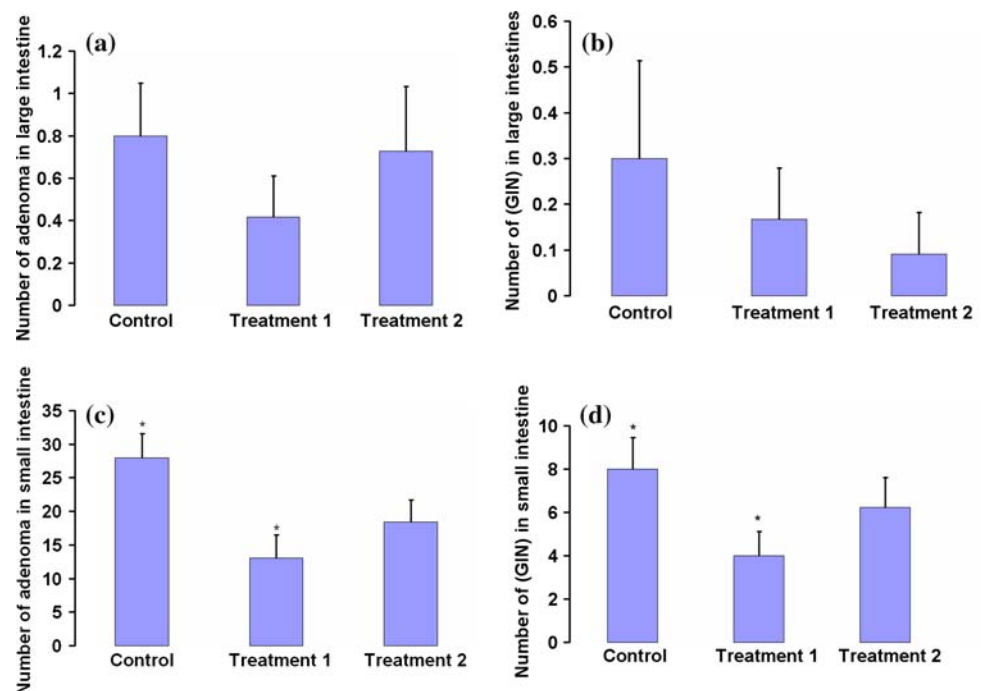 (a)
Number of adenoma in large intestine
1.2
1
0.8
0.6
0.4
0.2
0
Control Treatment 1 Treatment 2
(b)
Number of (GIN) in large intestines
0.6
0.5
0.4
0.3
0.2
0.1
0
Control Treatment 1 Treatment 2
(c)
Number of adenoma in small intestine
35
30
25
20
15
10
5
0
*
*
Control Treatment 1 Treatment 2
(d)
Number of (GIN) in small intestine
10
8
6
4
2
0
*
*
Control Treatment 1 Treatment 2